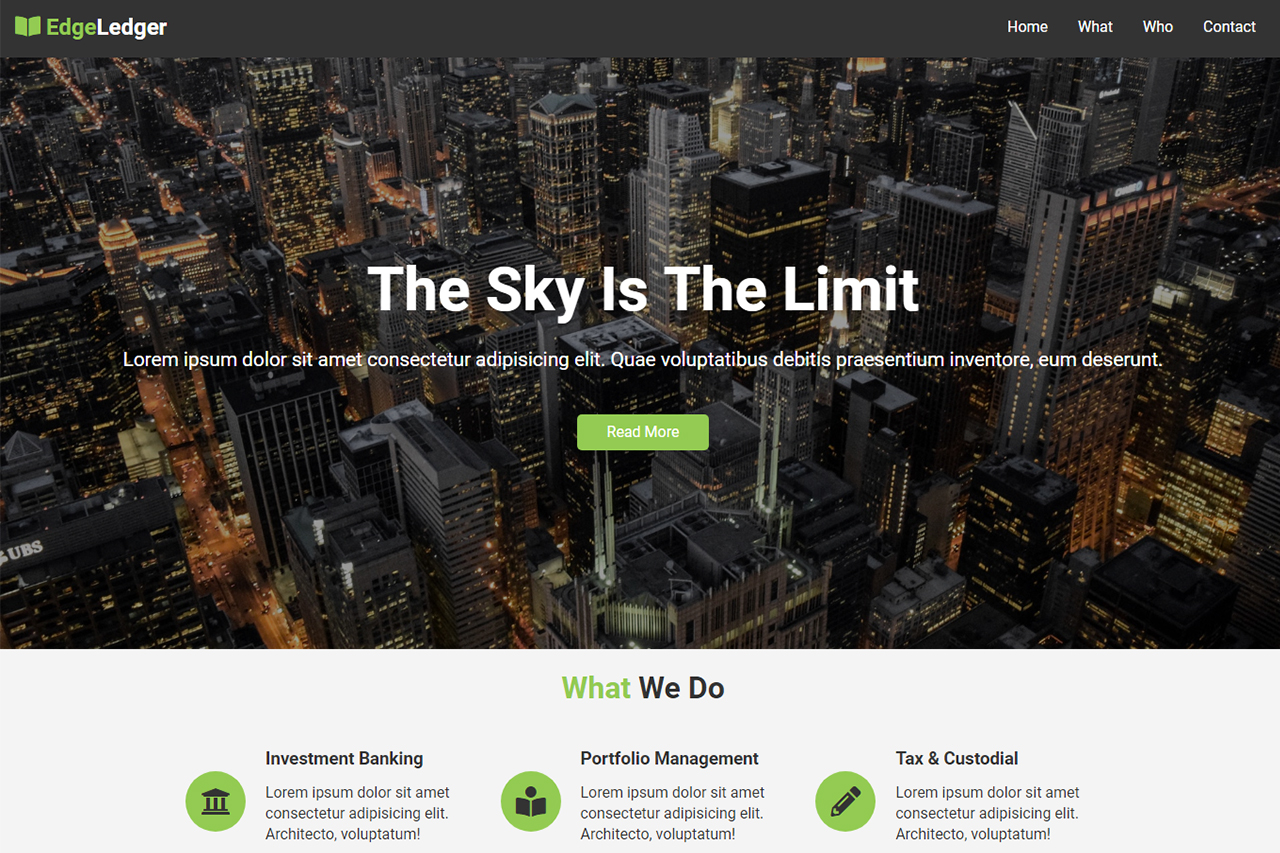 EdgeLedger
Home What Who Contact
The Sky Is The Limit
Lorem ipsum dolor sit amet consectetur adipisicing elit. Quae voluptatibus debitis praesentium inventore, eum deserunt.
Read More
UBS
What We Do
Investment Banking
Lorem ipsum dolor sit amet
consectetur adipisicing elit.
Architecto, voluptatum!
Portfolio Management
Lorem ipsum dolor sit amet
consectetur adipisicing elit.
Architecto, voluptatum!
Tax & Custodial
Lorem ipsum dolor sit amet
consectetur adipisicing elit.
Architecto, voluptatum!